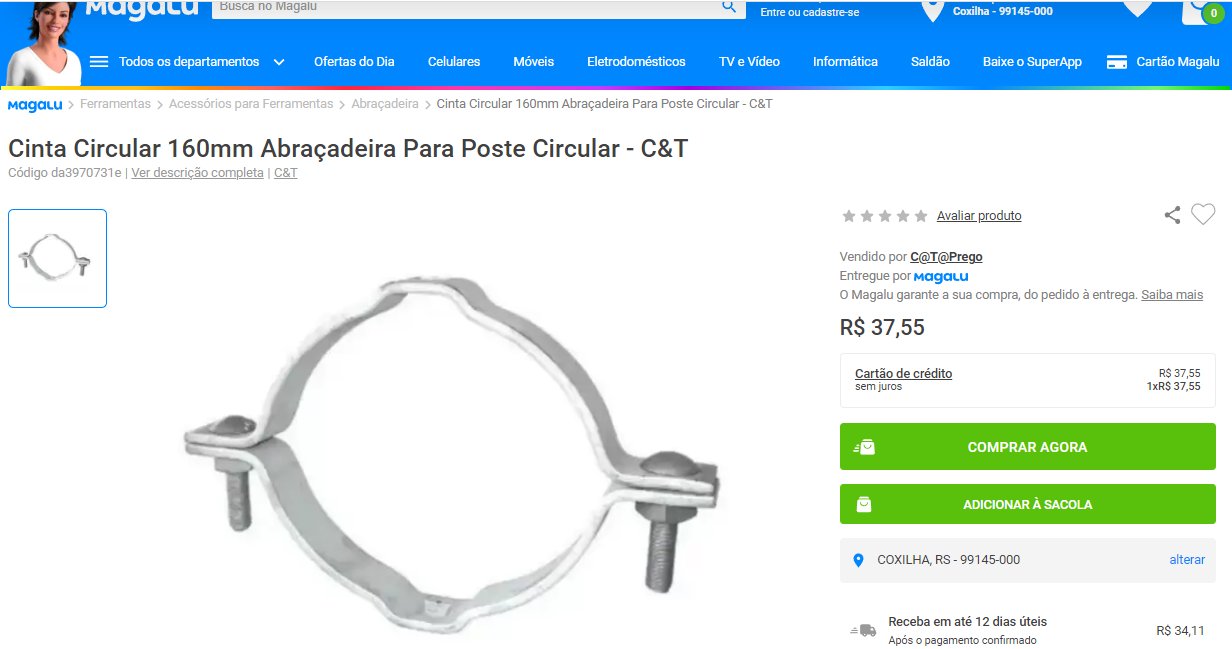 Magalu
Busca no Magalu
Entre ou cadastre-se
Coxilha - 99145-000
0
Todos os departamentos
Ofertas do Dia
Celulares
Móveis
Eletrodomésticos
TV e Vídeo
Informática
Saldão
Baixe o SuperApp
Cartão Magalu
Magalu > Ferramentas > Acessórios para Ferramentas > Abraçadeira > Cinta Circular 160mm Abraçadeira Para Poste Circular - C&T
Cinta Circular 160mm Abraçadeira Para Poste Circular - C&T
Código da3970731e | Ver descrição completa | C&T
Avaliar produto
Vendido por C@T@Prego
Entregue por Magalu
O Magalu garante a sua compra, do pedido à entrega. Saiba mais
R$ 37,55
Cartão de crédito R$ 37,55
sem juros 1xR$ 37,55
COMPRAR AGORA
ADICIONAR À SACOLA
COXILHA, RS - 99145-000 alterar
Receba em até 12 dias úteis
Após o pagamento confirmado
R$ 34,11